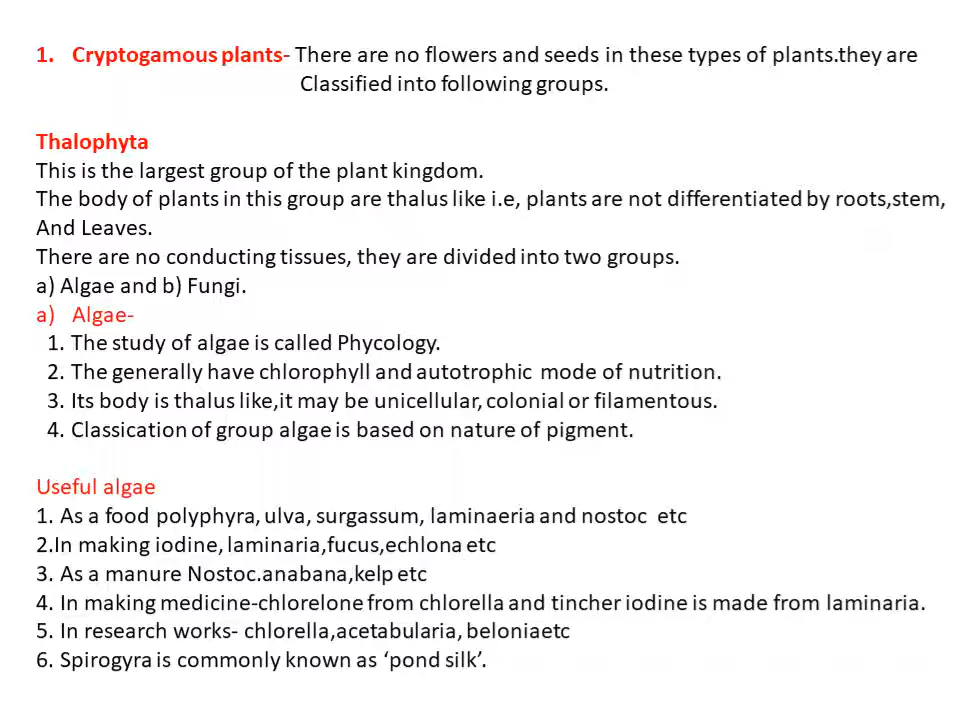 1. Cryptogamous plants- There are no flowers and seeds in these types of plants.they are
Classified into following groups.
Thalophyta
This is the largest group of the plant kingdom.
The body of plants in this group are thalus like i.e, plants are not differentiated by roots,stem,
And Leaves.
There are no conducting tissues, they are divided into two groups.
a) Algae and b) Fungi.
a) Algae-
1. The study of algae is called Phycology.
2. The generally have chlorophyll and autotrophic mode of nutrition.
3. Its body is thalus like,it may be unicellular, colonial or filamentous.
4. Classication of group algae is based on nature of pigment.
Useful algae
1. As a food polyphyra, ulva, surgassum, laminaeria and nostoc etc
2.In making iodine, laminaria,fucus,echlona etc
3. As a manure Nostoc.anabana,kelp etc
4. In making medicine-chlorelone from chlorella and tincher iodine is made from laminaria.
5. In research works- chlorella,acetabularia, beloniaetc
6. Spirogyra is commonly known as ‘pond silk’.